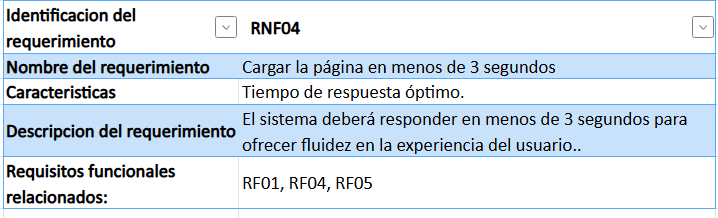 Identificacion del
requerimiento
RNF04
Nombre del requerimiento
Cargar la página en menos de 3 segundos
Caracteristicas
Tiempo de respuesta óptimo.
Descripcion del requerimiento
El sistema deberá responder en menos de 3 segundos para
ofrecer fluidez en la experiencia del usuario..
Requisitos funcionales
relacionados:
RF01, RF04, RF05